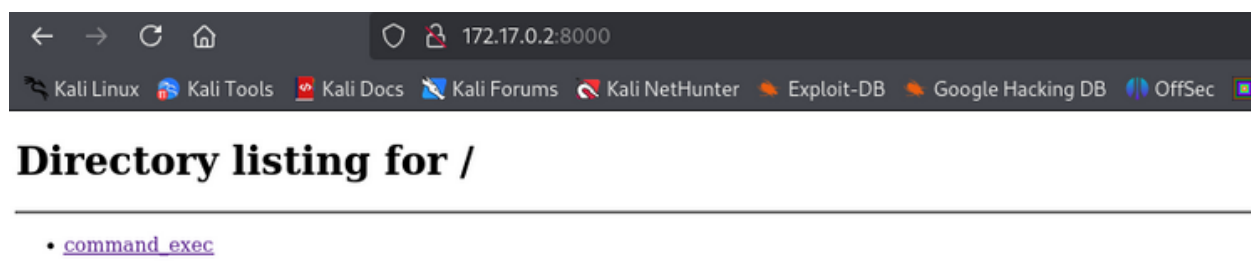 172.17.0.2:8000
Kali Linux Kali Tools Kali Docs Kali Forums Kali NetHunter Exploit-DB Google Hacking DB OffSec
Directory listing for /
command_exec